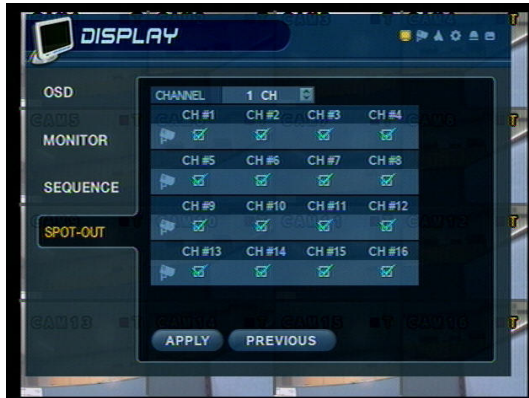 DISPLAY
OSD
MONITOR
SEQUENCE
SPOT-OUT
CHANNEL 1 CH
CH #1 CH #2 CH #3 CH #4
CH #5 CH #6 CH #7 CH #8
CH #9 CH #10 CH #11 CH #12
CH #13 CH #14 CH #15 CH #16
CAM13
APPLY PREVIOUS